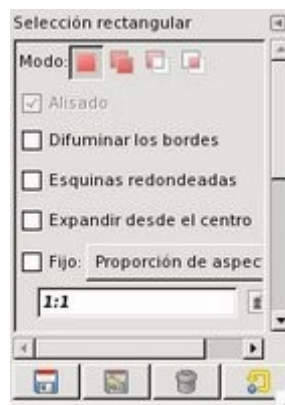 Selección rectangular
Modo:
Alisado
Difuminar los bordes
Esquinas redondeadas
Expandir desde el centro
Fijo: Proporción de aspec
1:1